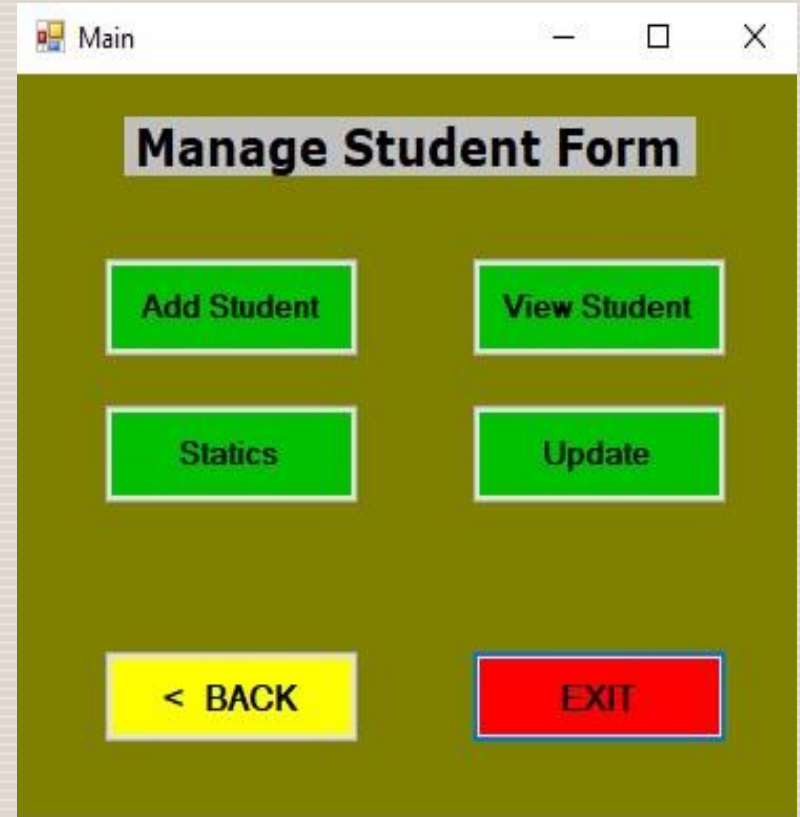 Main
Manage Student Form
Add Student
View Student
Statics
Update
< BACK
EXIT